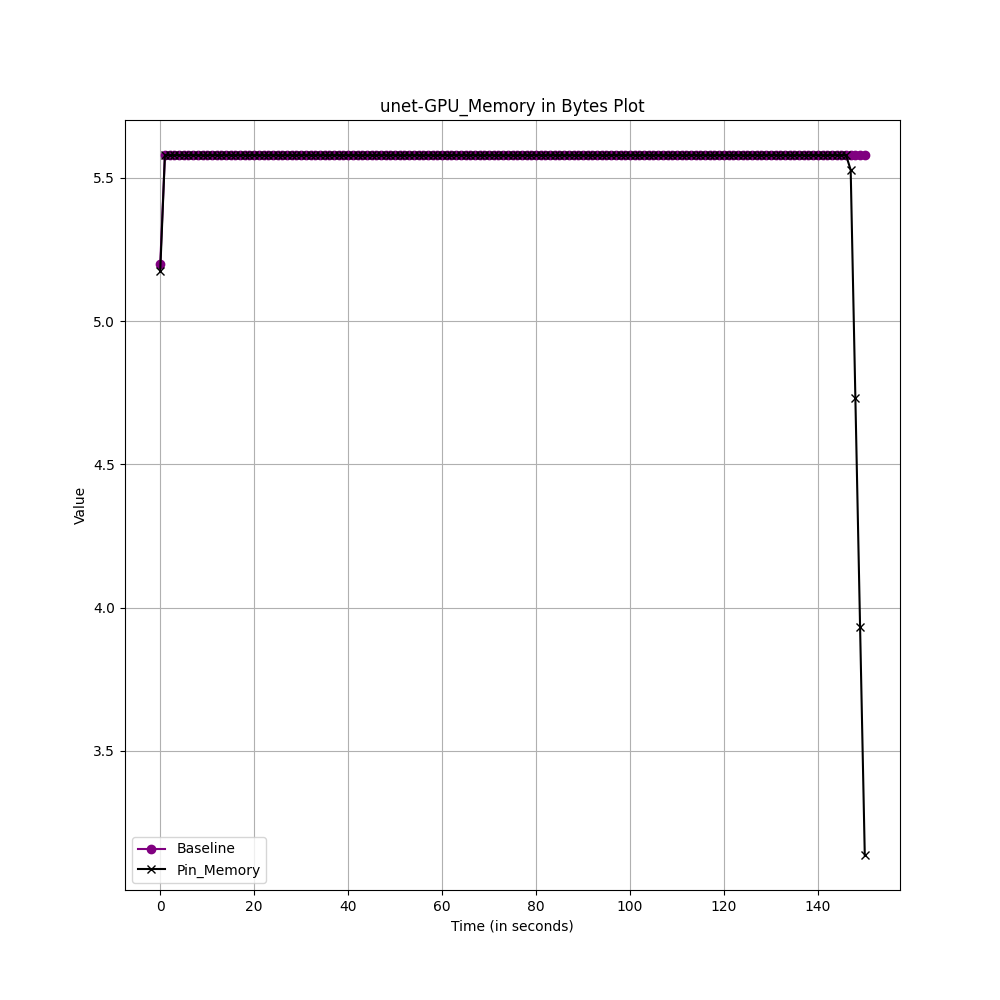 unet-GPU_Memory in Bytes Plot
5.5
5.0
4.5
4.0
3.5
Value
Baseline
Pin_Memory
0 20 40 60 80 100 120 140
Time (in seconds)